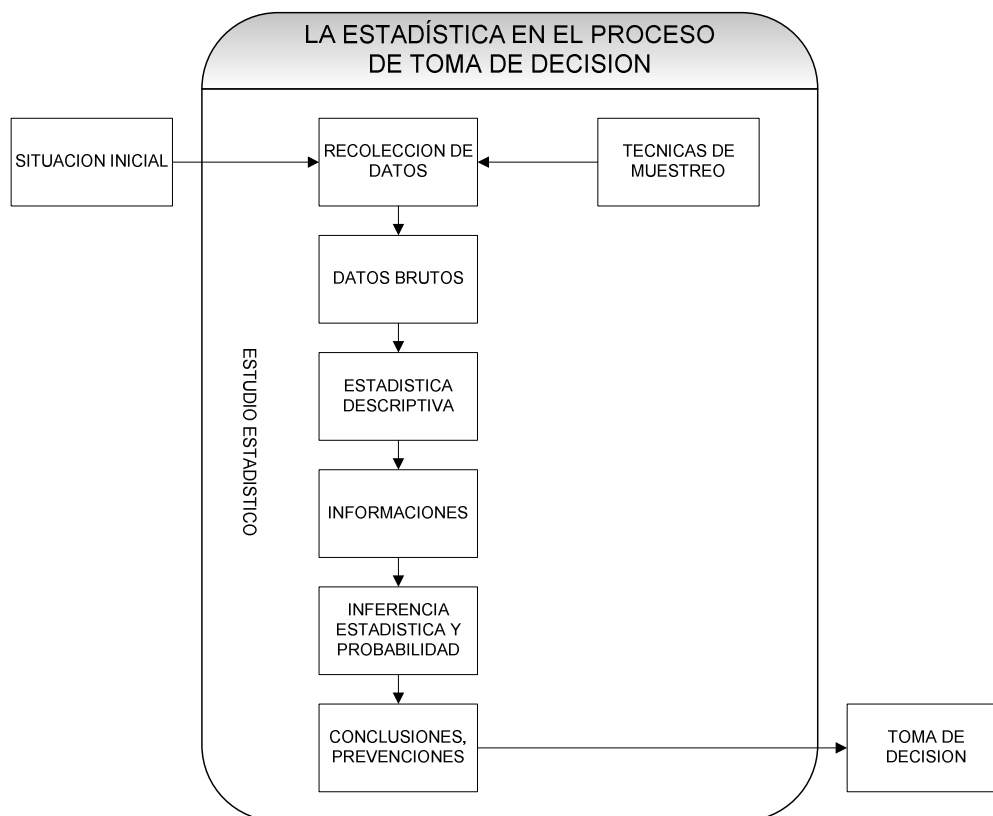 LA ESTADÍSTICA EN EL PROCESO
DE TOMA DE DECISION
SITUACION INICIAL
RECOLECCION DE
DATOS
TECNICAS DE
MUESTREO
DATOS BRUTOS
ESTUDIO ESTADISTICO
ESTADISTICA
DESCRIPTIVA
INFORMACIONES
INFERENCIA
ESTADISTICA Y
PROBABILIDAD
CONCLUSIONES,
PREVENCIONES
TOMA DE
DECISION